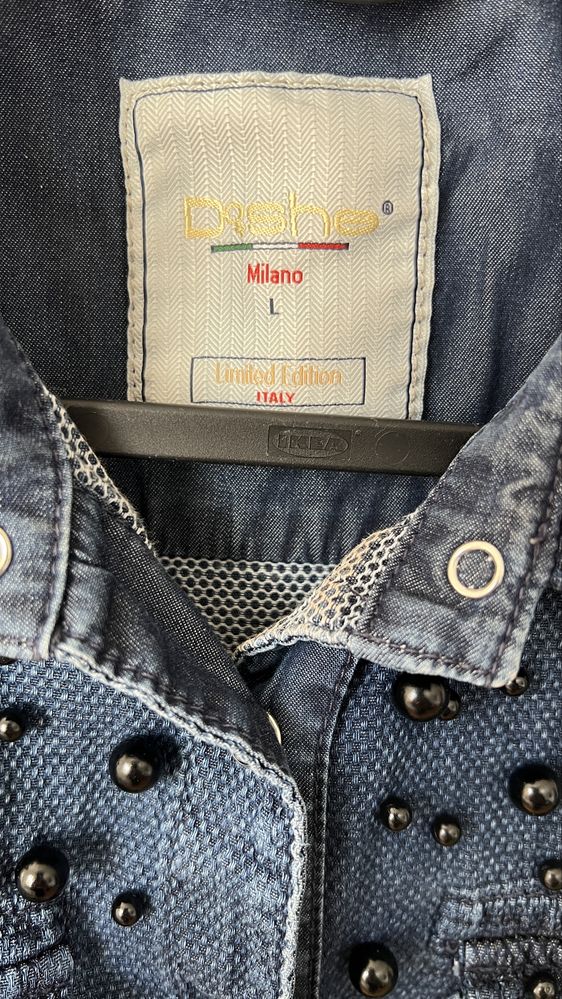 Dishe®
Milano
L
Limited Edition
ITALY
IKEA